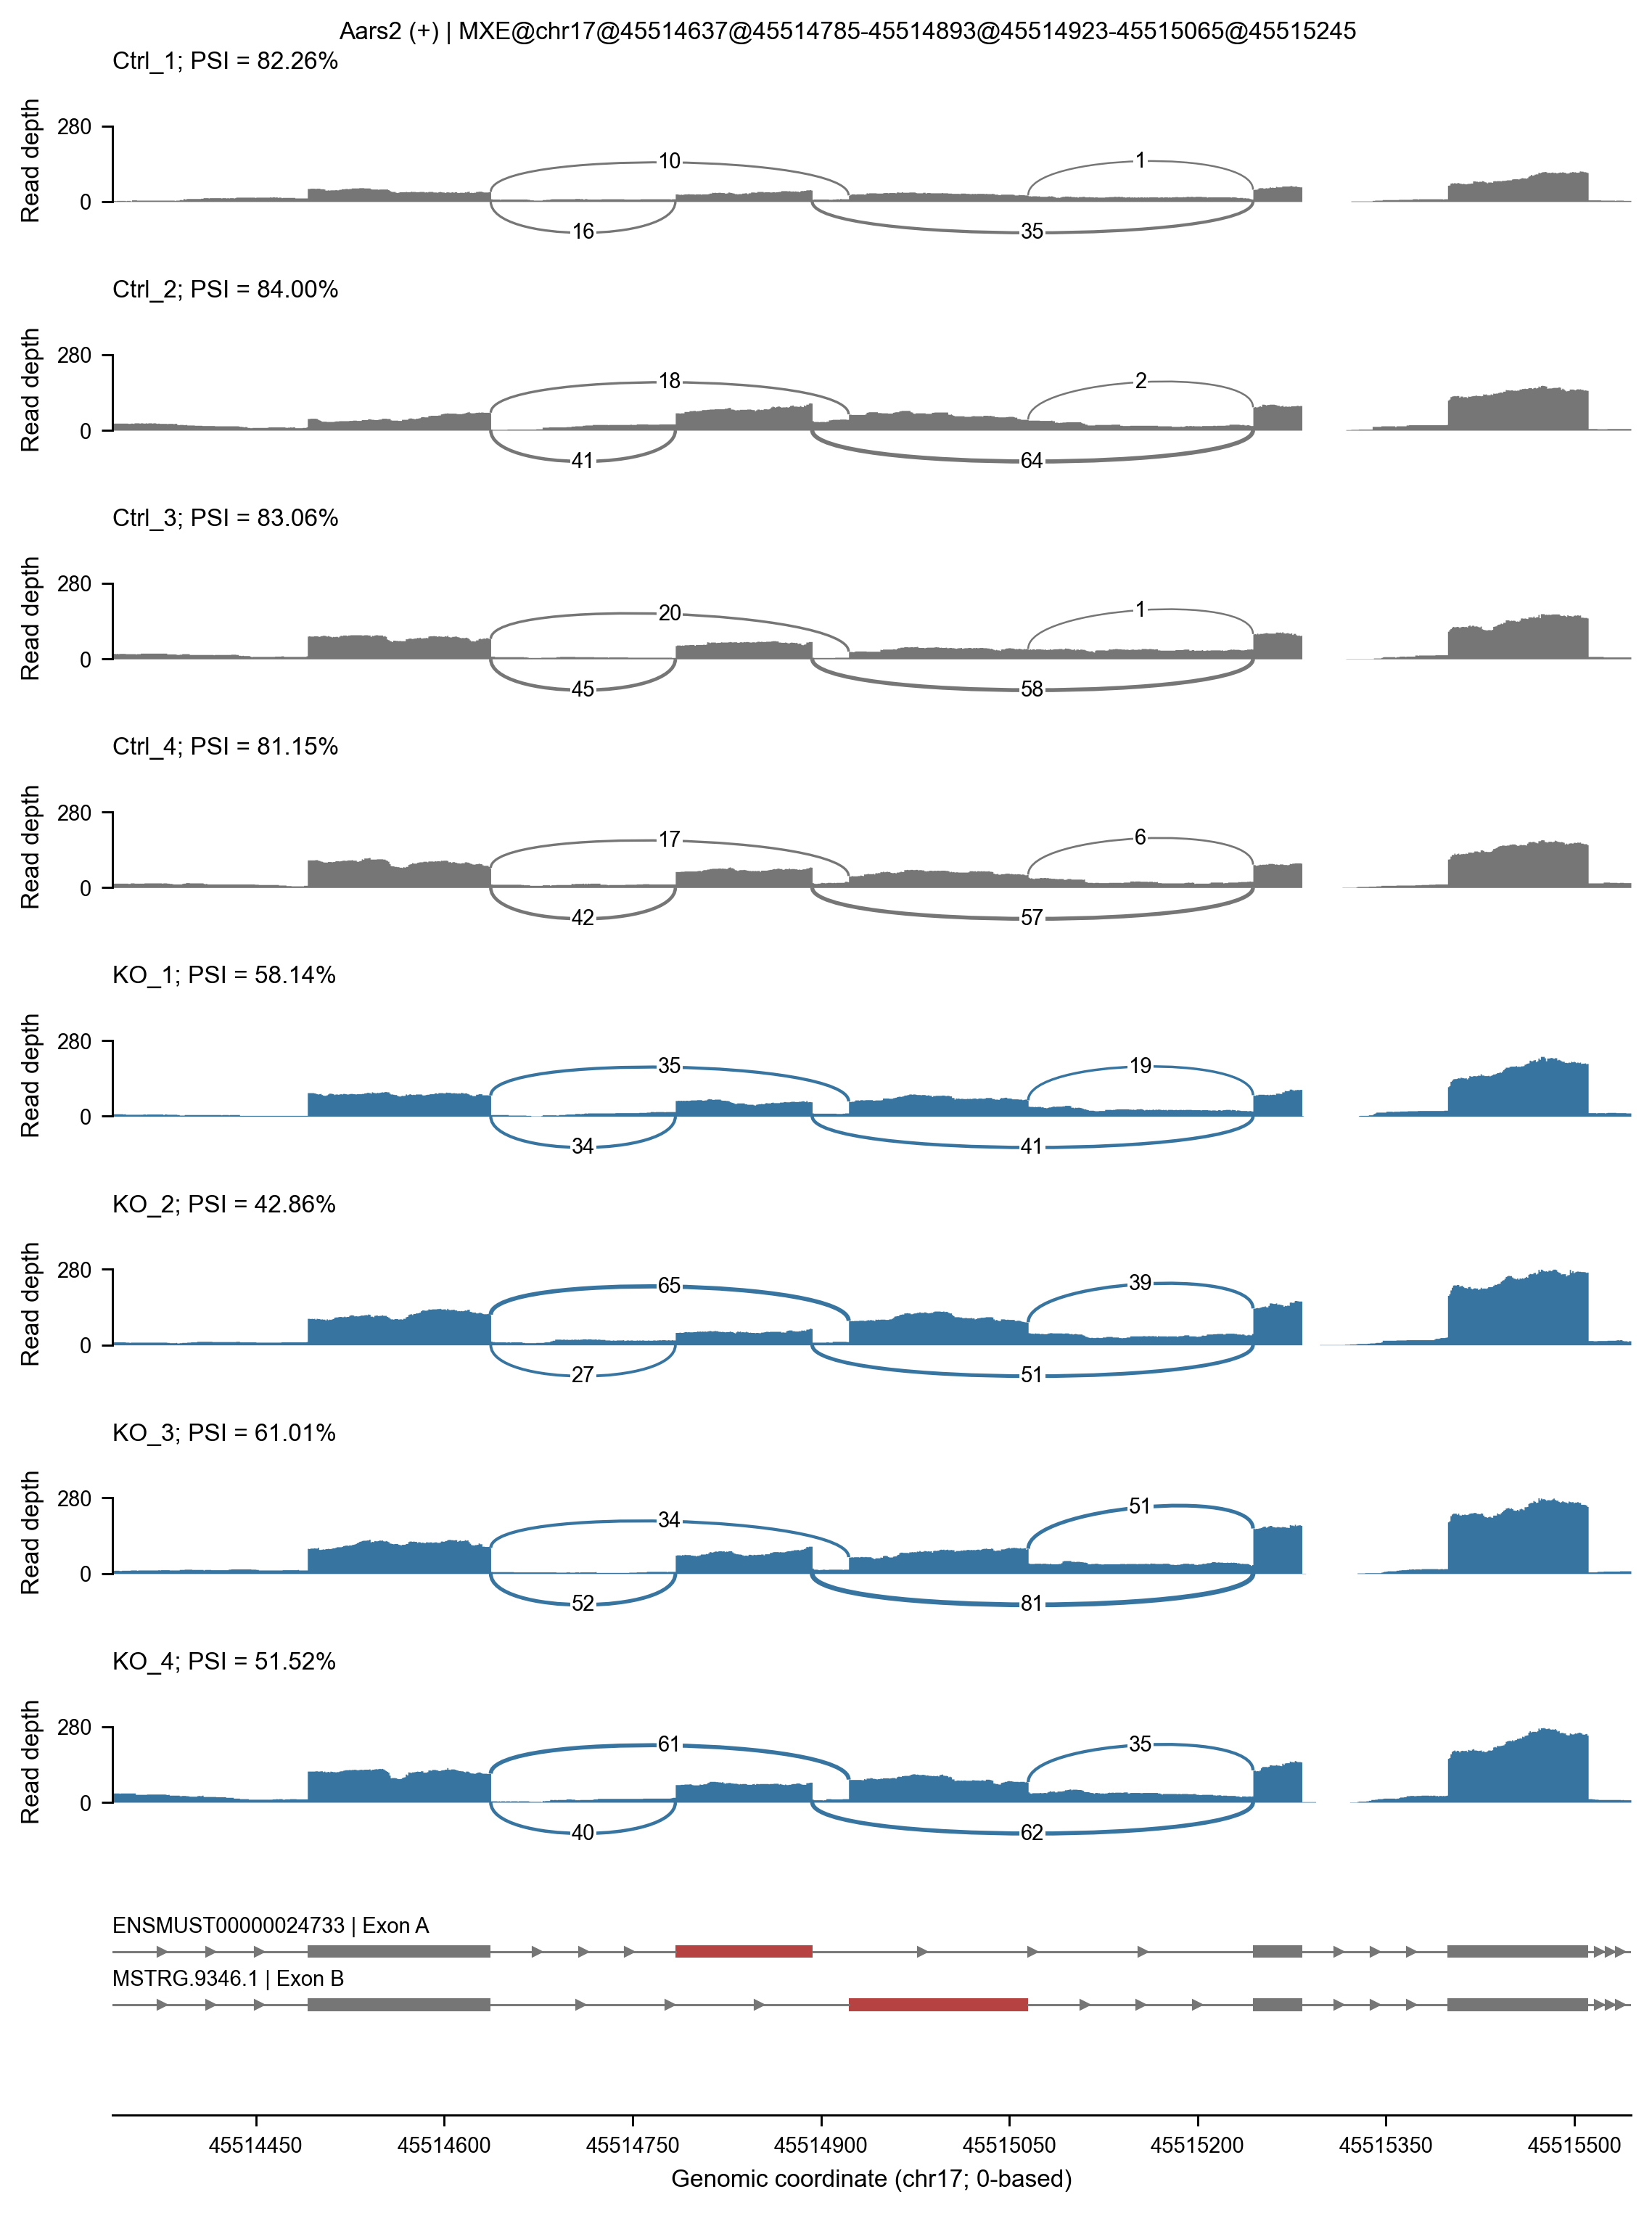 Aars2 (+) | MXE@chr17@45514637@45514785-45514893@45514923-45515065@45515245
Ctrl_1; PSI = 82.26%
Read depth
280
0
10
1
16
35
Ctrl_2; PSI = 84.00%
Read depth
280
0
18
2
41
64
Ctrl_3; PSI = 83.06%
Read depth
280
0
20
1
45
58
Ctrl_4; PSI = 81.15%
Read depth
280
0
17
6
42
57
KO_1; PSI = 58.14%
Read depth
280
0
35
19
34
41
KO_2; PSI = 42.86%
Read depth
280
0
65
39
27
51
KO_3; PSI = 61.01%
Read depth
280
0
34
51
52
81
KO_4; PSI = 51.52%
Read depth
280
0
61
35
40
62
ENSMUST00000024733 | Exon A
MSTRG.9346.1 | Exon B
45514450 45514600 45514750 45514900 45515050 45515200 45515350 45515500
Genomic coordinate (chr17; 0-based)